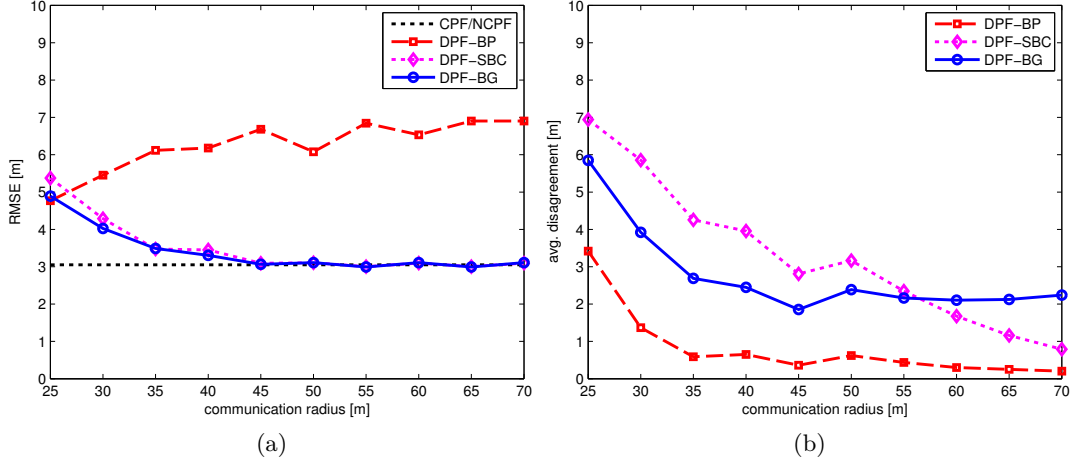 10
9
8
7
6
5
4
3
2
1
0
RMSE [m]
25 30 35 40 45 50 55 60 65 70
communication radius [m]
CPF/NCPF
DPF−BP
DPF−SBC
DPF−BG
(a)
10
9
8
7
6
5
4
3
2
1
0
avg. disagreement [m]
25 30 35 40 45 50 55 60 65 70
communication radius [m]
DPF−BP
DPF−SBC
DPF−BG
(b)